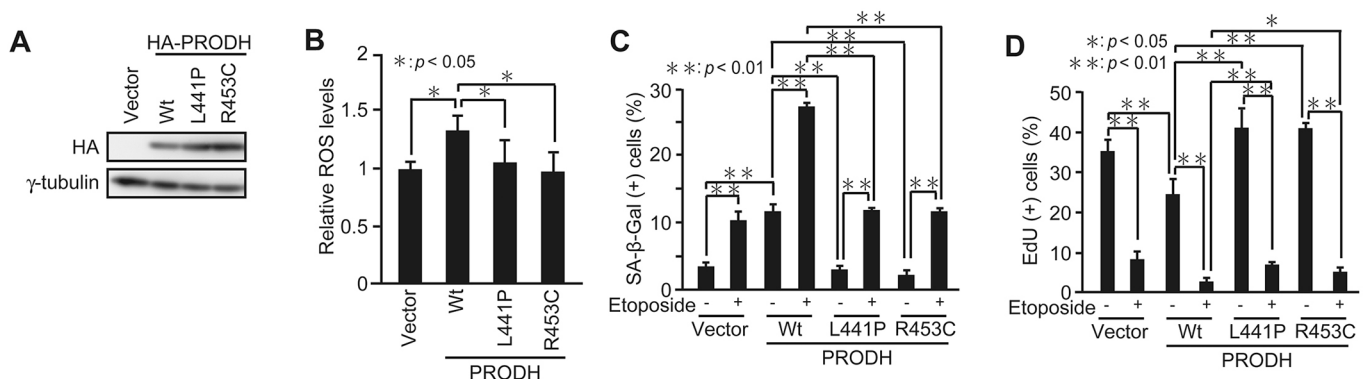 A
HA-PRODH
Vector
Wt
L441P
R453C
HA
γ-tubulin
B
＊: p < 0.05
Relative ROS levels
2
1.5
1
0.5
0
＊
＊
＊
Vector
Wt
L441P
R453C
PRODH
C
＊＊: p < 0.01
SA-β-Gal (+) cells (%)
30
20
10
0
＊＊
＊＊
＊＊
＊＊
＊＊
＊＊
＊＊
＊＊
＊＊
Etoposide - + - + - + - +
Vector Wt L441P R453C
PRODH
D
＊: p < 0.05
＊＊: p < 0.01
EdU (+) cells (%)
50
40
30
20
10
0
＊
＊＊
＊＊
＊＊
＊＊
＊＊
＊＊
＊＊
＊＊
Etoposide - + - + - + - +
Vector Wt L441P R453C
PRODH